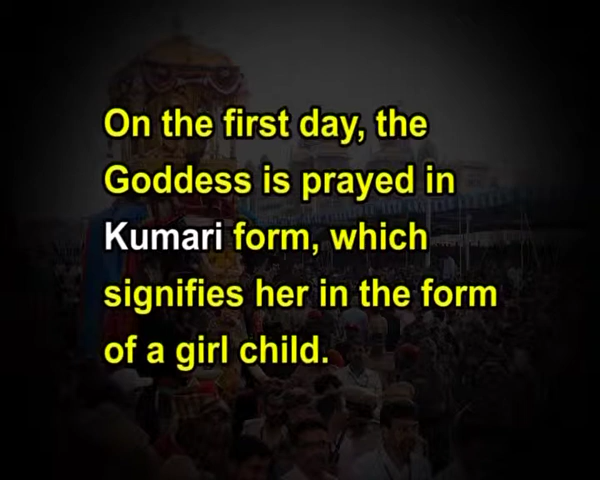 On the first day, the
Goddess is prayed in
Kumari form, which
signifies her in the form
of a girl child.